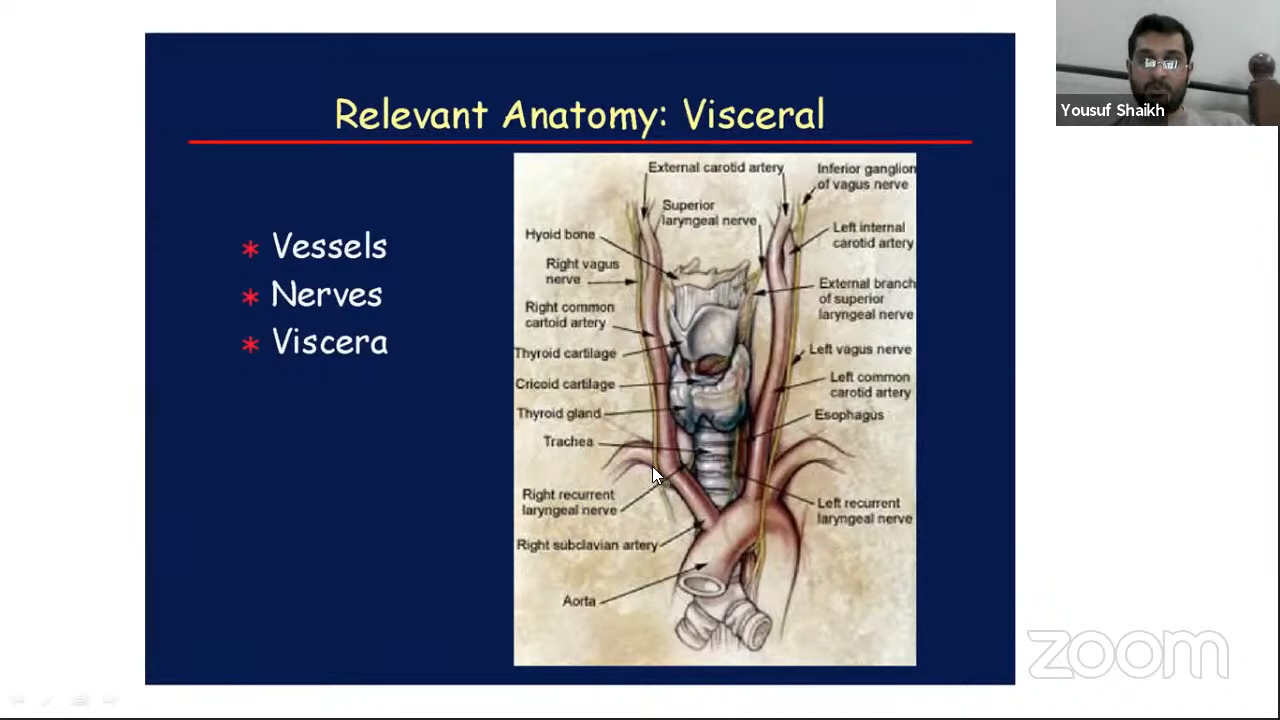 Relevant Anatomy: Visceral
* Vessels
* Nerves
* Viscera
External carotid artery
Inferior ganglion
of vagus nerve
Superior
laryngeal nerve
Hyoid bone
Left internal
carotid artery
Right vagus
nerve
External branch
of superior
laryngeal nerve
Right common
cartoid artery
Thyroid cartilage
Left vagus nerve
Cricoid cartilage
Left common
carotid artery
Thyroid gland
Esophagus
Trachea
Right recurrent
laryngeal nerve
Left recurrent
laryngeal nerve
Right subclavian artery
Aorta
Yousuf Shaikh
zoom